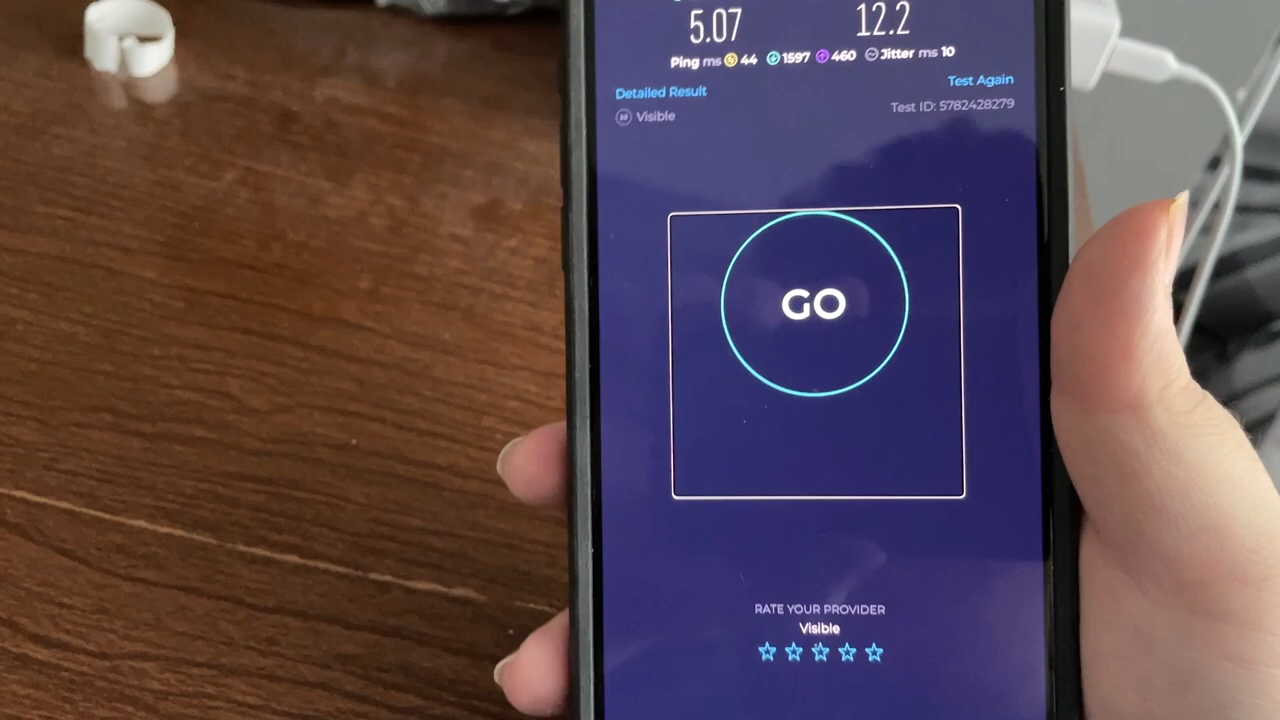 5.07 12.2
Ping ms 44 1597 460 Jitter ms 10
Detailed Result Test Again
Visible Test ID: 5782428279
GO
RATE YOUR PROVIDER
Visible